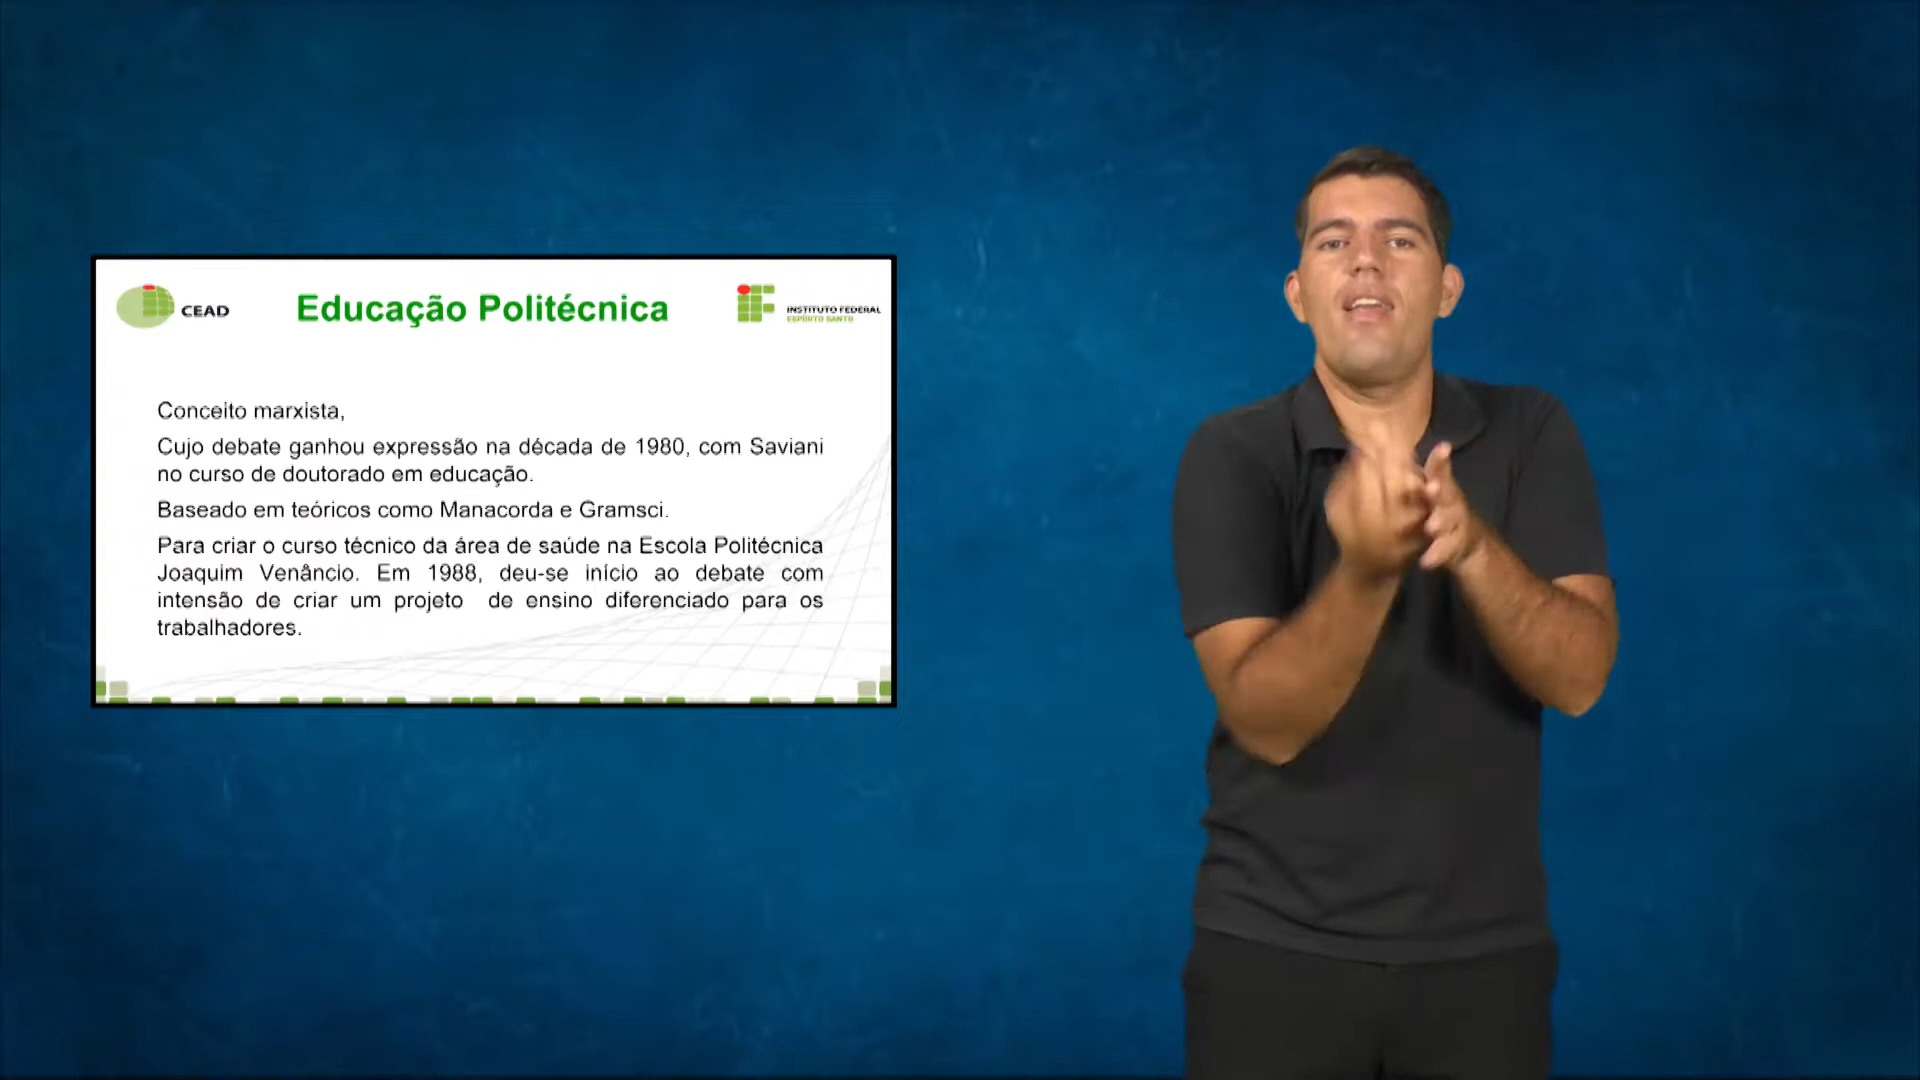 CEAD
Educação Politécnica
INSTITUTO FEDERAL
ESPÍRITO SANTO
Conceito marxista,
Cujo debate ganhou expressão na década de 1980, com Saviani
no curso de doutorado em educação.
Baseado em teóricos como Manacorda e Gramsci.
Para criar o curso técnico da área de saúde na Escola Politécnica
Joaquim Venâncio. Em 1988, deu-se início ao debate com
intensão de criar um projeto de ensino diferenciado para os
trabalhadores.